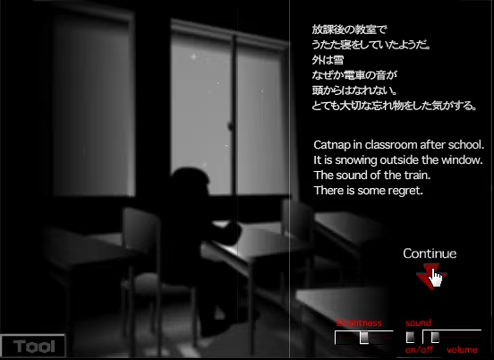 放課後の教室で
うたた寝をしていたようだ。
外は雪
なぜか電車の音が
頭からはなれない。
とても大切な忘れ物をした気がする。
Catnap in classroom after school.
It is snowing outside the window.
The sound of the train.
There is some regret.
Continue
Brightness
sound
on/off
volume
Tool